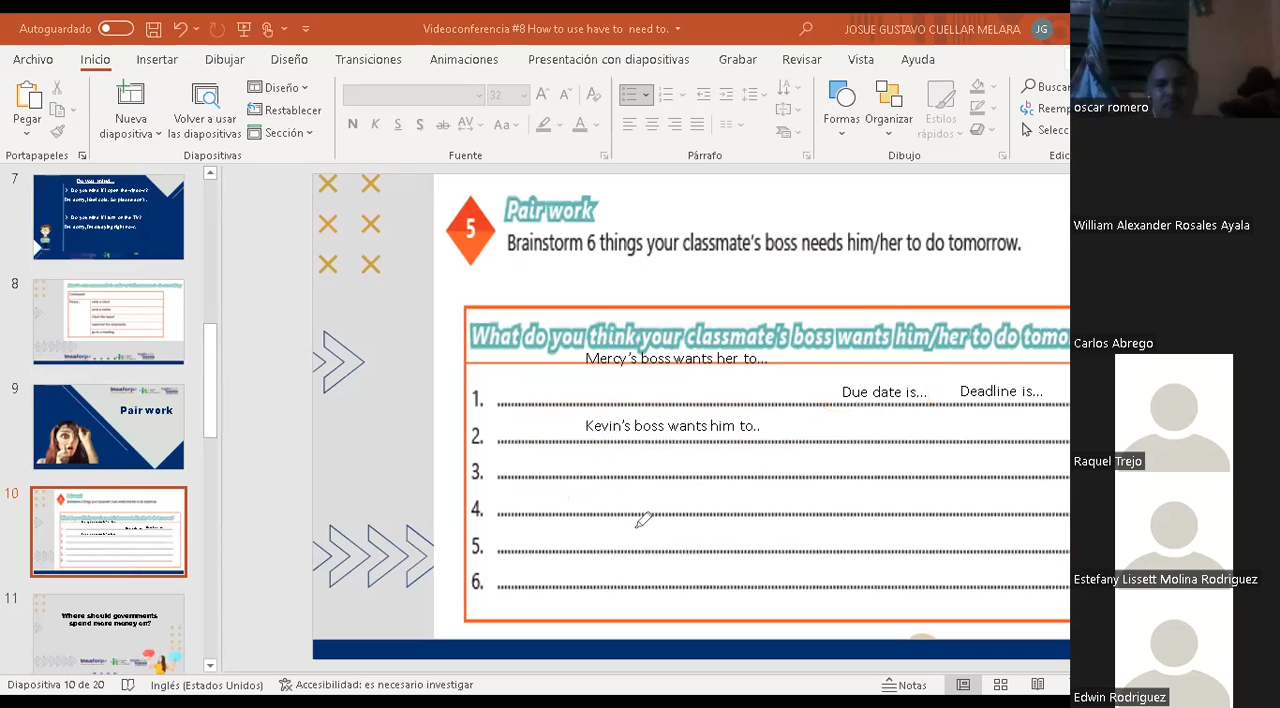 Autoguardado
Videoconferencia #8 How to use have to need to.
JOSUE GUSTAVO CUELLAR MELARA
JG
Archivo Inicio Insertar Dibujar Diseño Transiciones Animaciones Presentación con diapositivas Grabar Revisar Vista Ayuda
Pegar
Nueva diapositiva
Volver a usar las diapositivas
Diseño
Restablecer
Sección
32
N K S S ab AV Aa A
Formas
Organizar
Estilos rápidos
Buscar
Portapapeles
Diapositivas
Fuente
Párrafo
Dibujo
7
Do you mind...
8
9
Pair work
10
11
Where should governments
spend more money on?
5
Pair work
Brainstorm 6 things your classmate's boss needs him/her to do tomorrow.
What do you think your classmate's boss wants him/her to do tomo
Mercy's boss wants her to...
1.
Due date is... Deadline is...
Kevin's boss wants him to..
2.
3.
4.
5.
6.
Diapositiva 10 de 20
Inglés (Estados Unidos)
Accesibilidad: es necesario investigar
Notas
oscar romero
William Alexander Rosales Ayala
Carlos Abrego
Raquel Trejo
Estefany Lissett Molina Rodriguez
Edwin Rodriguez